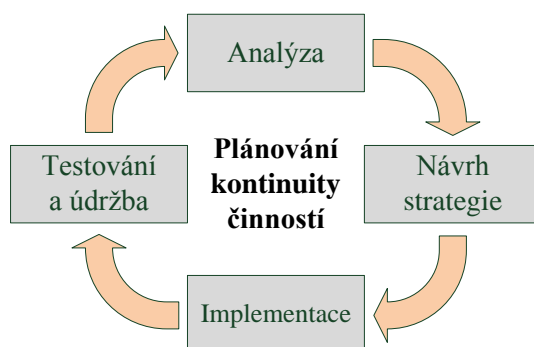 Analýza
Testování
a údržba
Plánování
kontinuity
činností
Návrh
strategie
Implementace